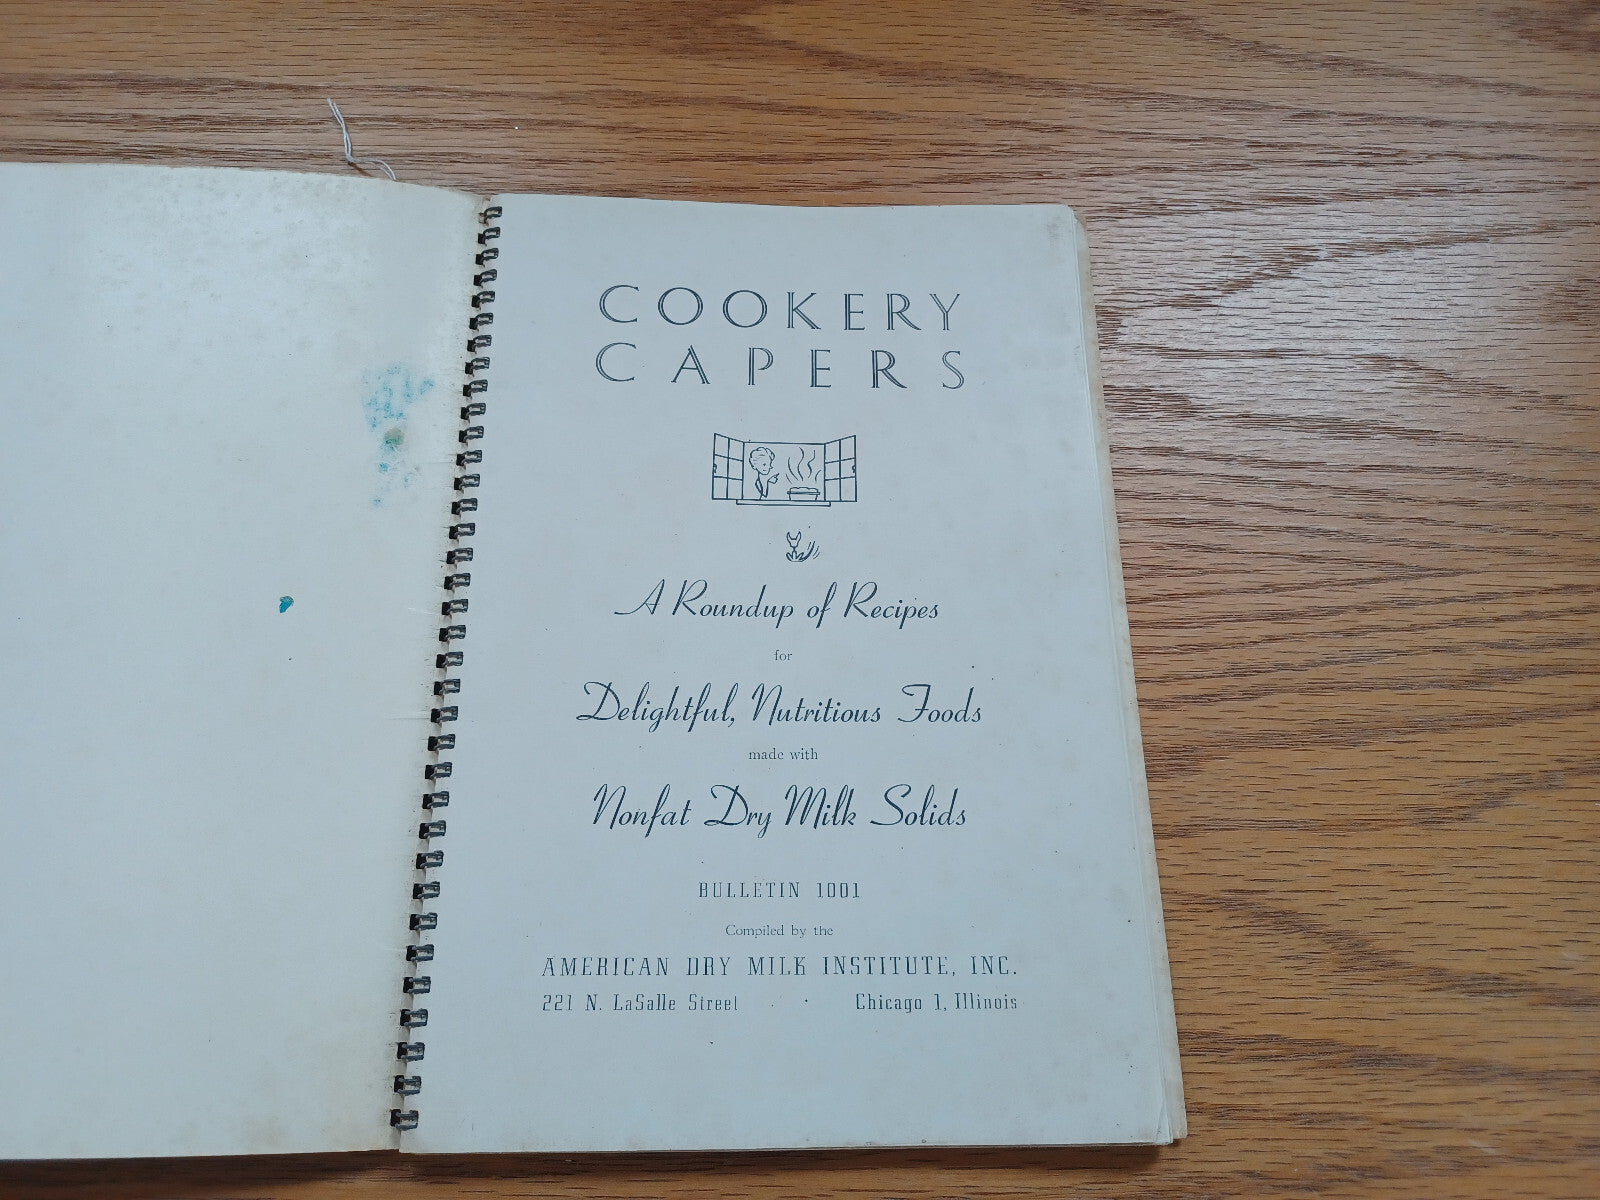 COOKERY
CAPERS
A Roundup of Recipes
for
Delightful, Nutritious Foods
made with
Nonfat Dry Milk Solids
BULLETIN 1001
Compiled by the
AMERICAN DRY MILK INSTITUTE, INC.
221 N. LaSalle Street · Chicago 1, Illinois